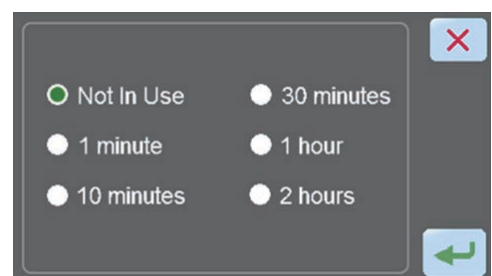 Not In Use
1 minute
10 minutes
30 minutes
1 hour
2 hours